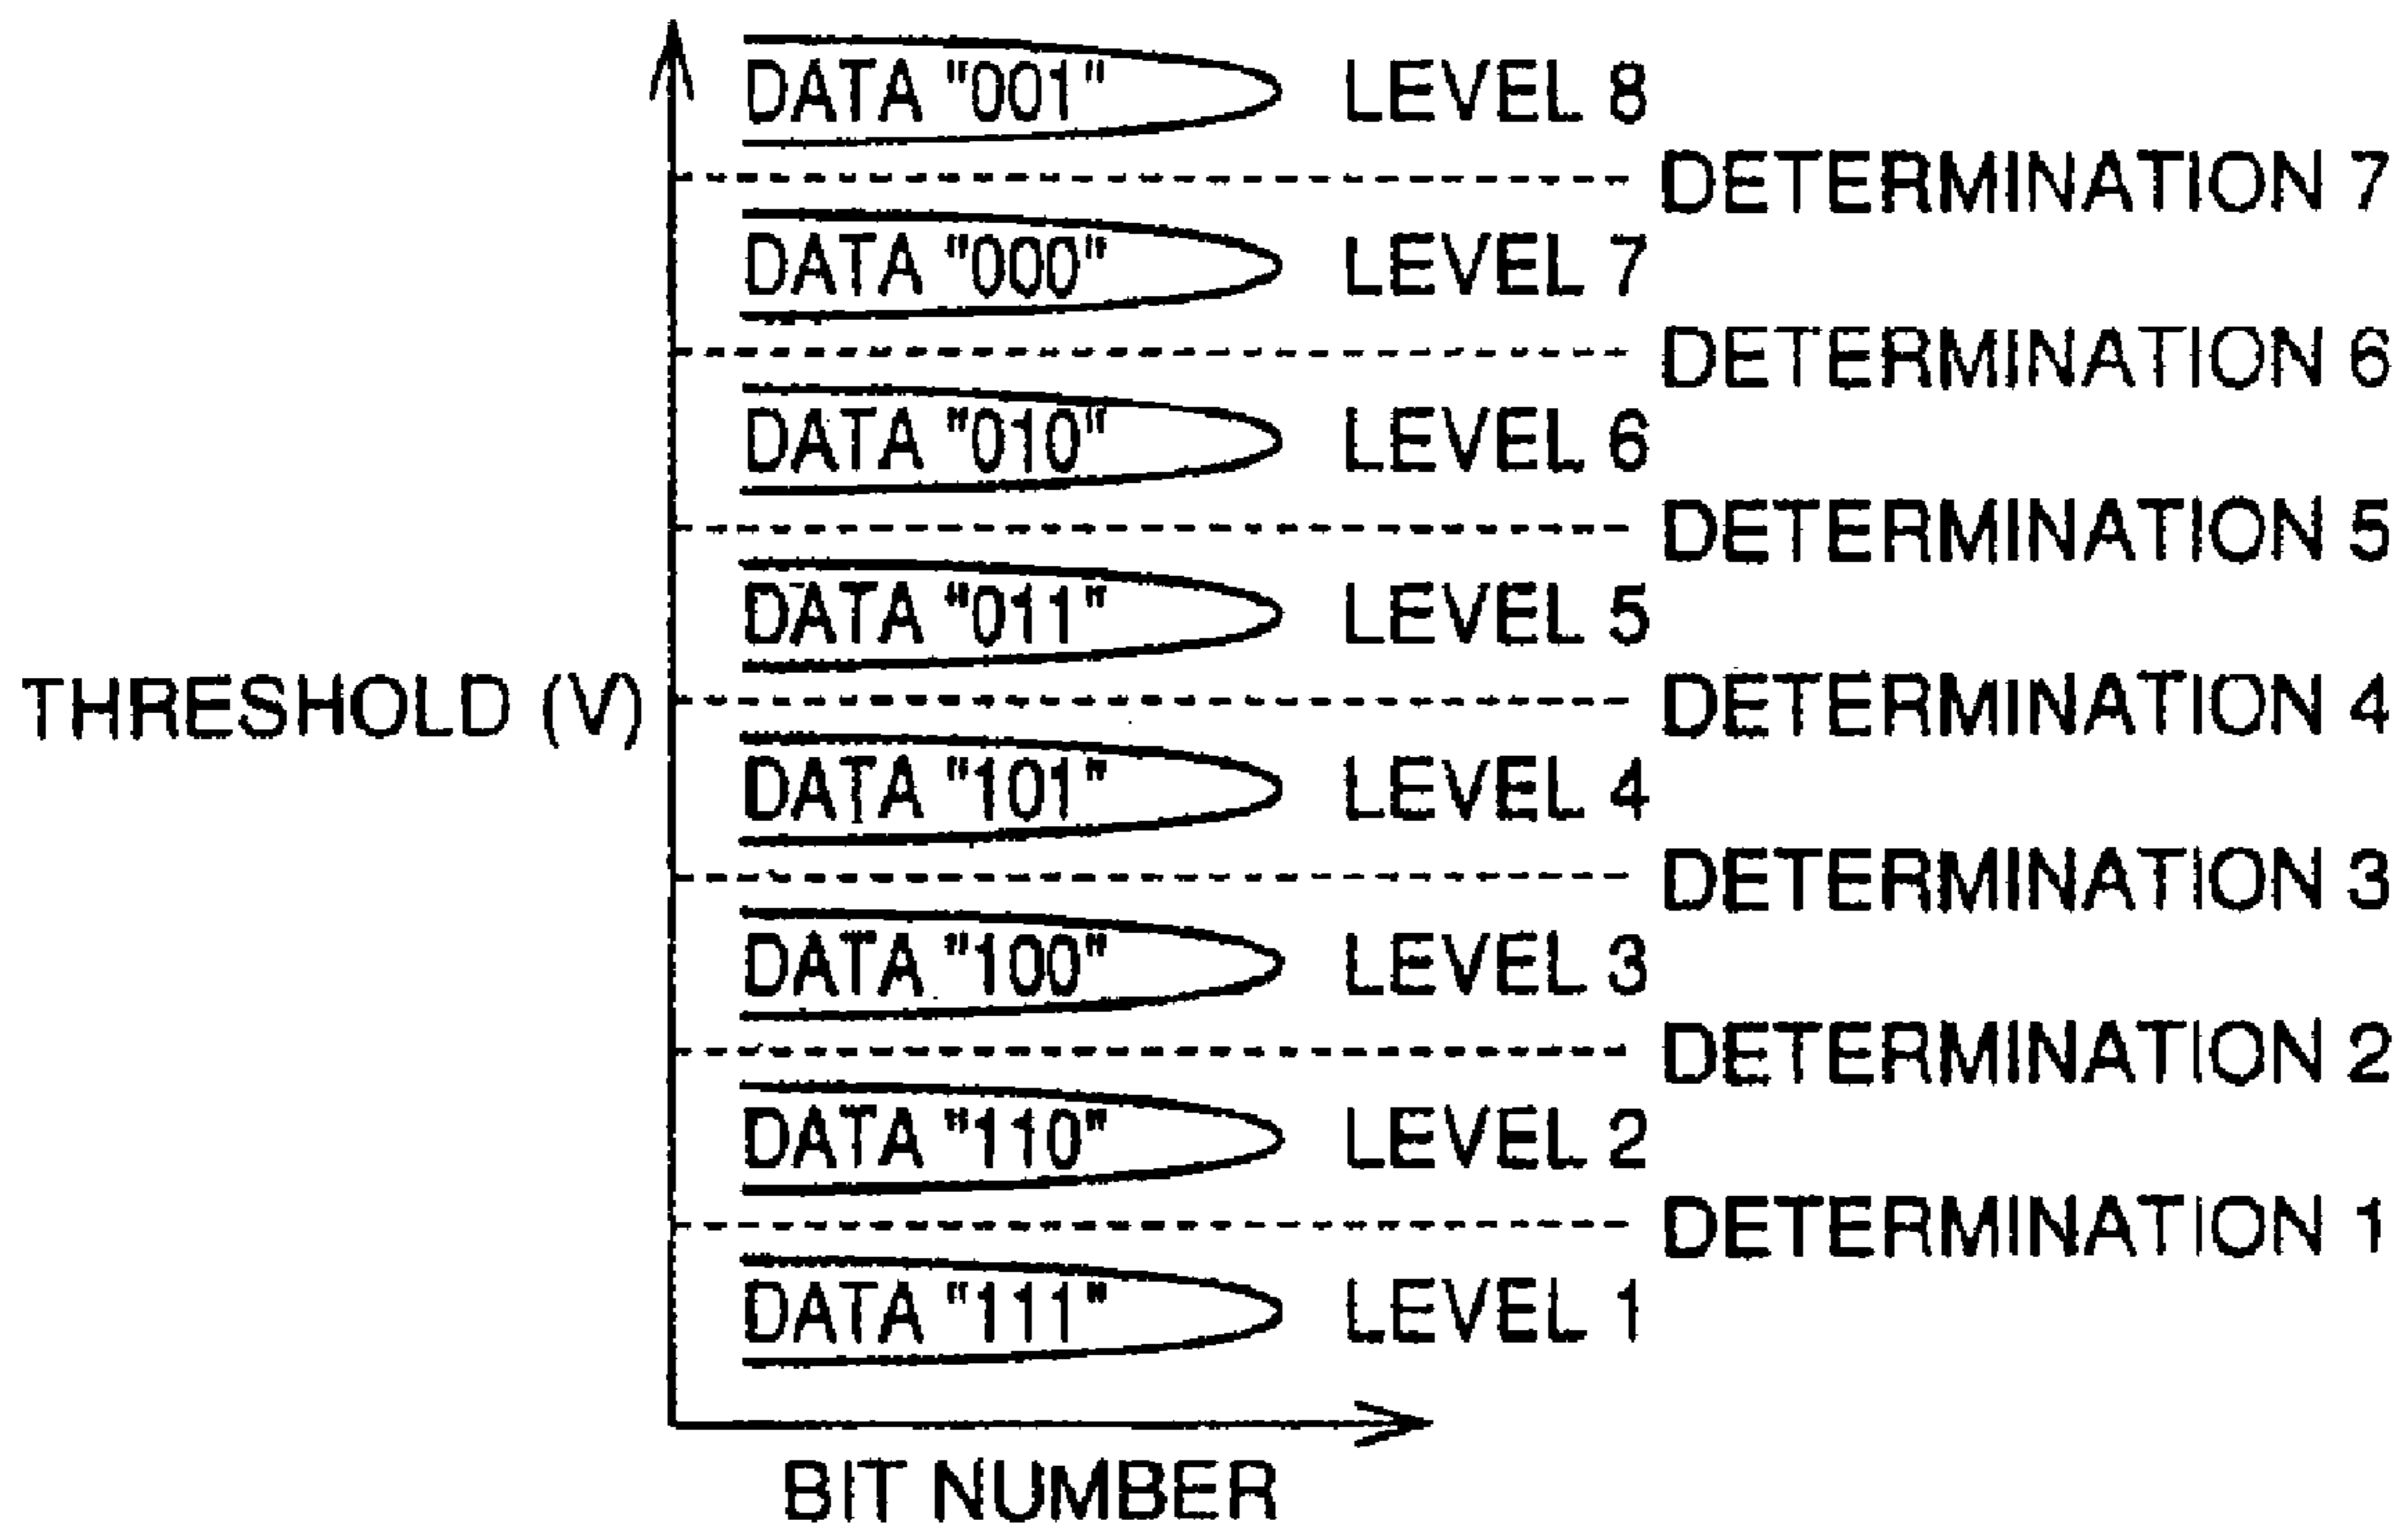 DATA "001" LEVEL 8
DETERMINATION 7
DATA "000" LEVEL 7
DETERMINATION 6
DATA "010" LEVEL 6
DETERMINATION 5
DATA "011" LEVEL 5
THRESHOLD (V) DETERMINATION 4
DATA "101" LEVEL 4
DETERMINATION 3
DATA "100" LEVEL 3
DETERMINATION 2
DATA "110" LEVEL 2
DETERMINATION 1
DATA "111" LEVEL 1
BIT NUMBER